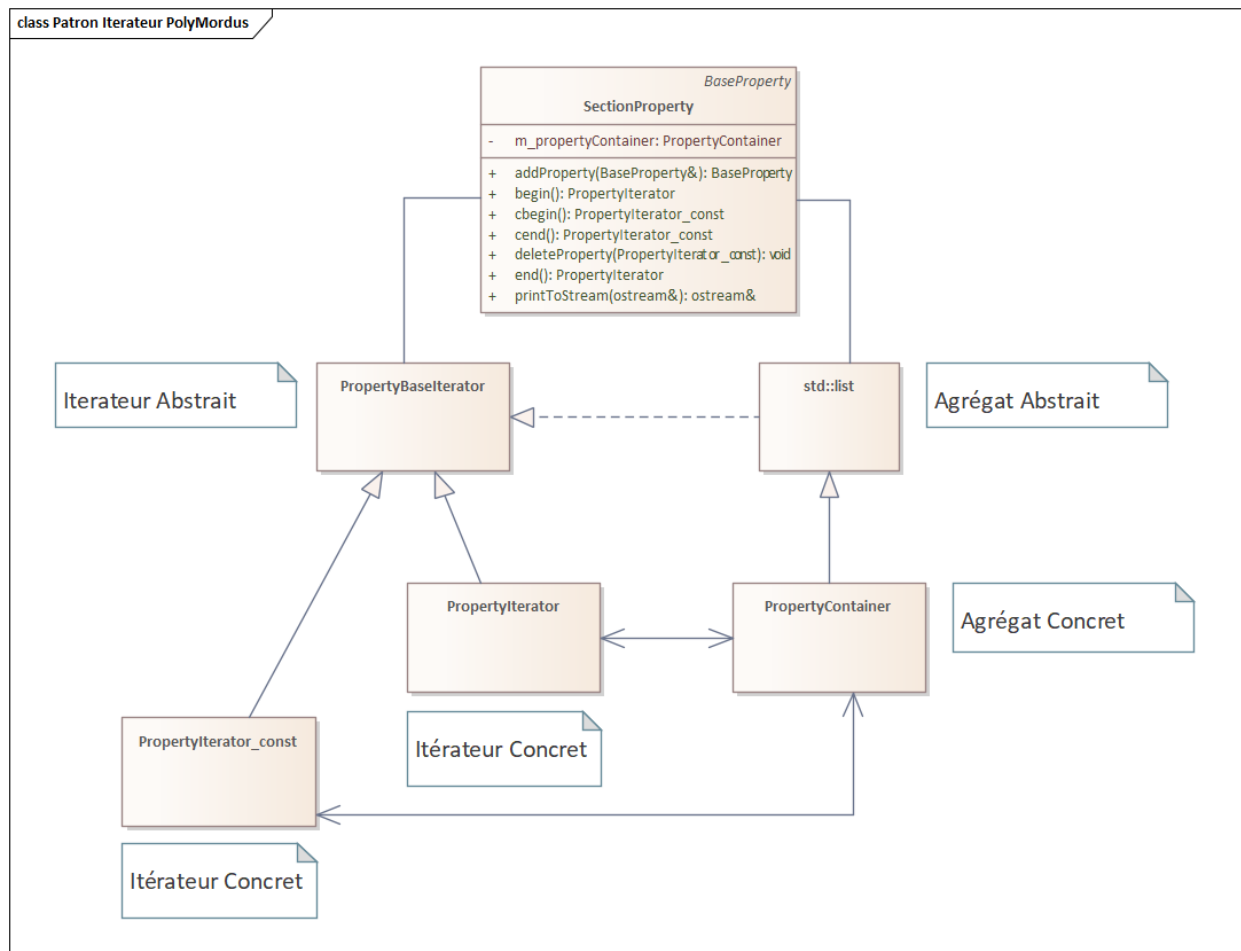 class Patron Iterateur PolyMordus
BaseProperty
SectionProperty
- m_propertyContainer: PropertyContainer
+ addProperty(BaseProperty&): BaseProperty
+ begin(): PropertyIterator
+ cbegin(): PropertyIterator_const
+ cend(): PropertyIterator_const
+ deleteProperty(PropertyIterator_const): void
+ end(): PropertyIterator
+ printToStream(ostream&): ostream&
Iterateur Abstrait
PropertyBaseIterator
std::list
Agrégat Abstrait
PropertyIterator
PropertyContainer
Agrégat Concret
PropertyIterator_const
Itérateur Concret
Itérateur Concret